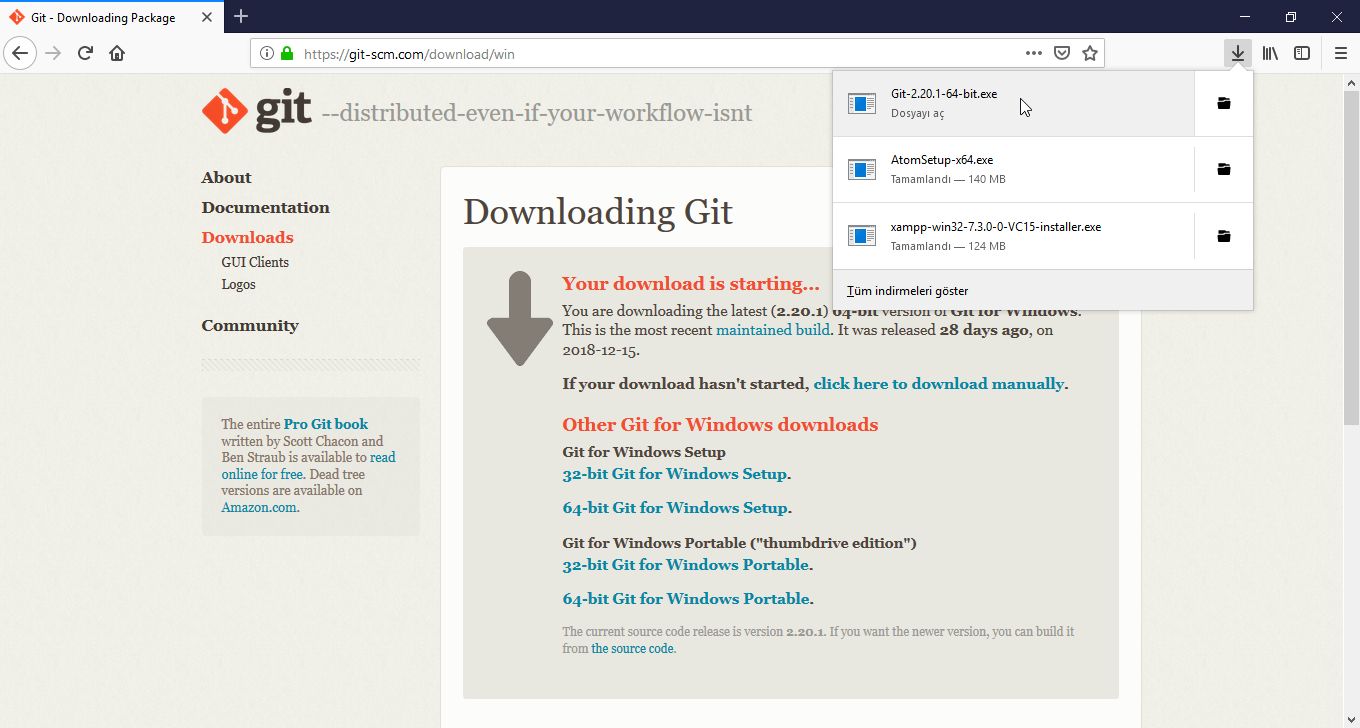 Git - Downloading Package
https://git-scm.com/download/win
git --distributed-even-if-your-workflow-isnt
Git-2.20.1-64-bit.exe
Dosyayı aç
AtomSetup-x64.exe
Tamamlandı — 140 MB
xampp-win32-7.3.0-0-VC15-installer.exe
Tamamlandı — 124 MB
Tüm indirmeleri göster
About
Documentation
Downloads
GUI Clients
Logos
Community
The entire Pro Git book
written by Scott Chacon and
Ben Straub is available to read
online for free. Dead tree
versions are available on
Amazon.com.
Downloading Git
Your download is starting...
You are downloading the latest (2.20.1) 64-bit version of Git for Windows.
This is the most recent maintained build. It was released 28 days ago, on
2018-12-15.
If your download hasn't started, click here to download manually.
Other Git for Windows downloads
Git for Windows Setup
32-bit Git for Windows Setup.
64-bit Git for Windows Setup.
Git for Windows Portable ("thumbdrive edition")
32-bit Git for Windows Portable.
64-bit Git for Windows Portable.
The current source code release is version 2.20.1. If you want the newer version, you can build it
from the source code.